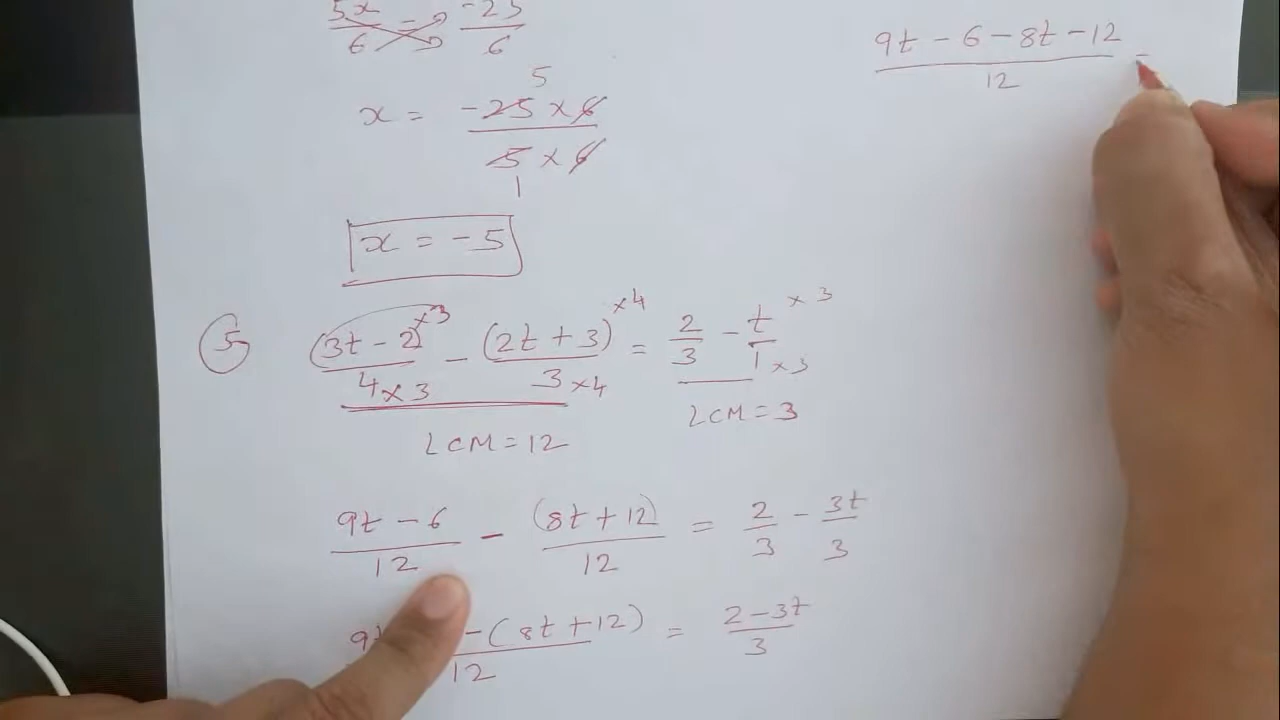 5x/6 = -25/6
5
x = -25 × 6 / 5 × 6
1
x = -5
5 (3t - 2)×3 / 4×3 - (2t + 3)×4 / 3×4 = 2/3 - t×3 / 1×3
LCM = 12 LCM = 3
9t - 6 / 12 - (8t + 12) / 12 = 2/3 - 3t/3
-(8t + 12) / 12 = 2 - 3t / 3
9t - 6 - 8t - 12 / 12